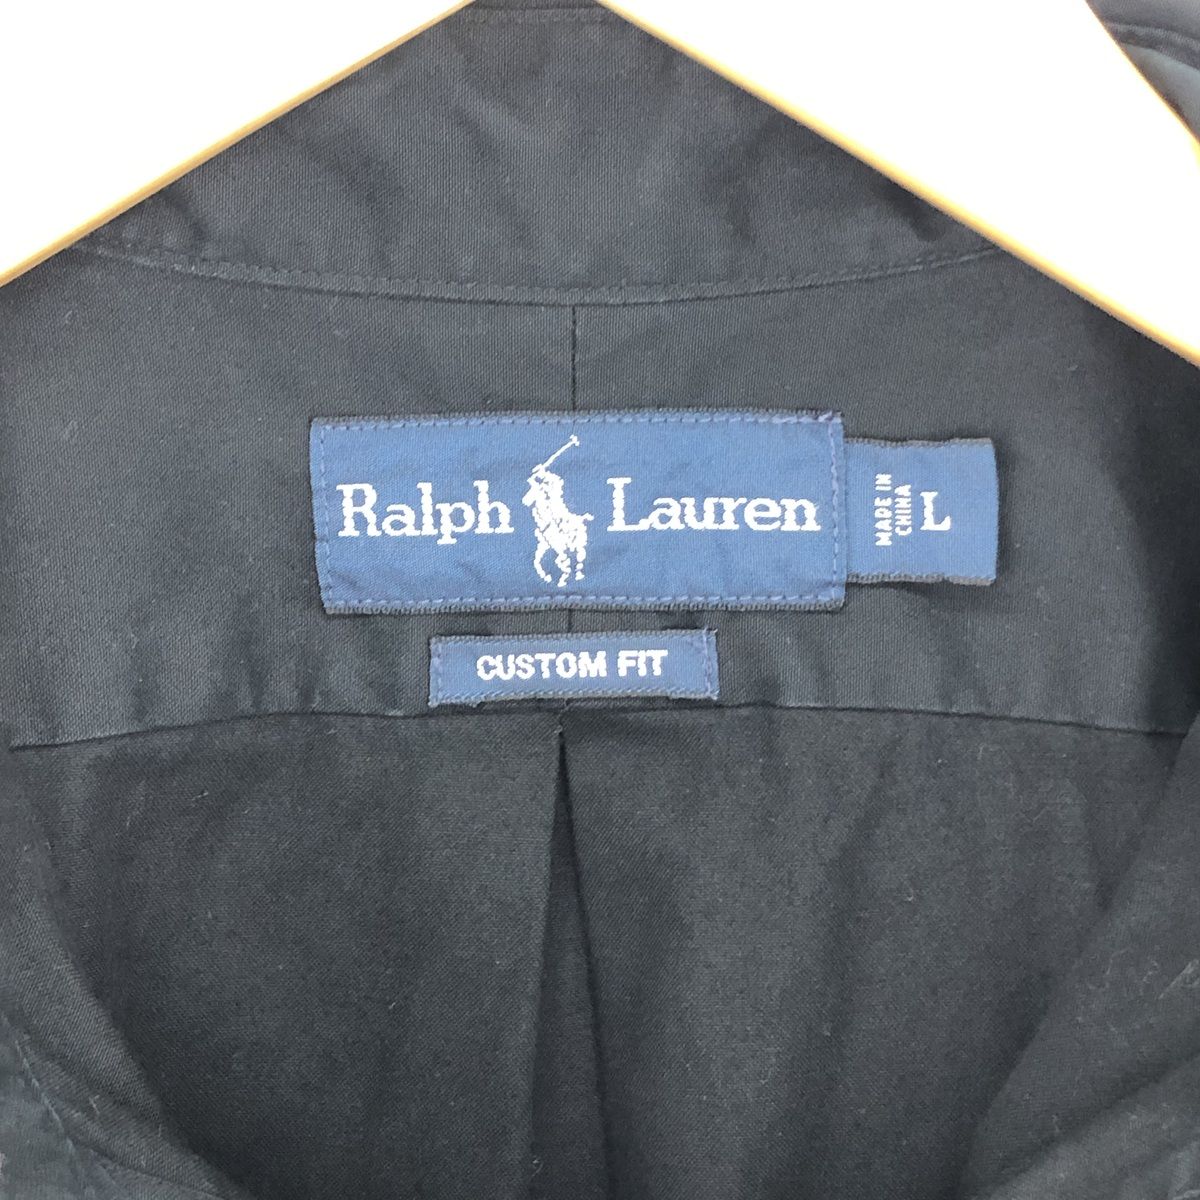 Ralph Lauren
MADE IN
CHINA
L
CUSTOM FIT